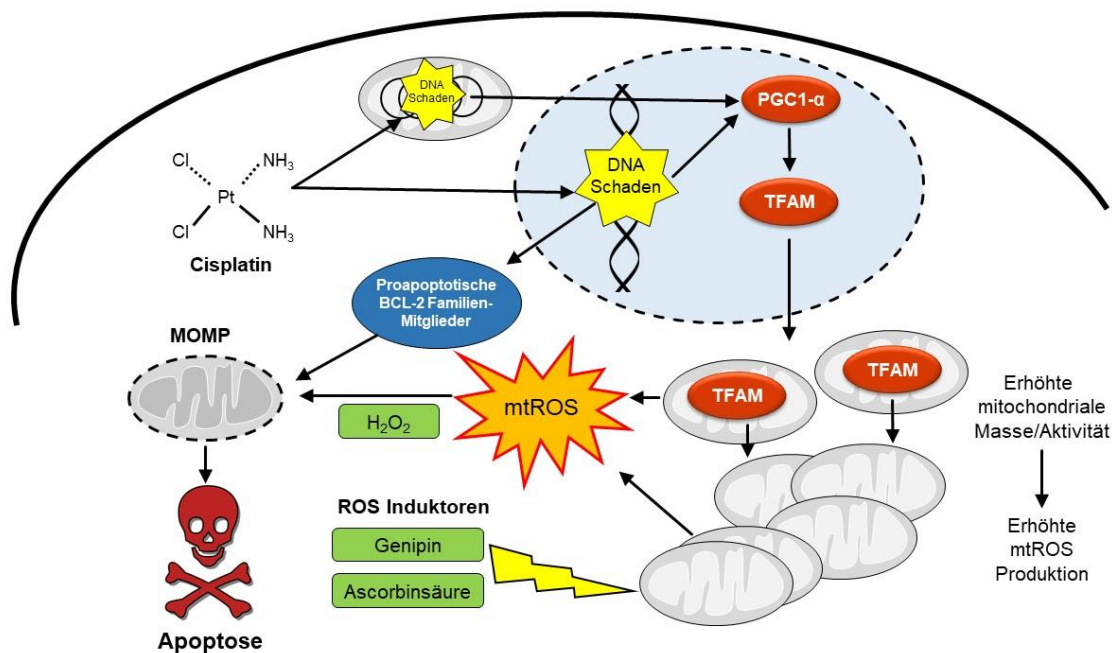 DNA
Schaden
PGC1-α
Cl
NH₃
Pt
Cl
NH₃
Cisplatin
DNA
Schaden
TFAM
Proapoptotische
BCL-2 Familien-
Mitglieder
MOMP
mtROS
H₂O₂
TFAM
TFAM
Erhöhte
mitochondriale
Masse/Aktivität
Erhöhte
mtROS
Produktion
ROS Induktoren
Genipin
Ascorbinsäure
Apoptose